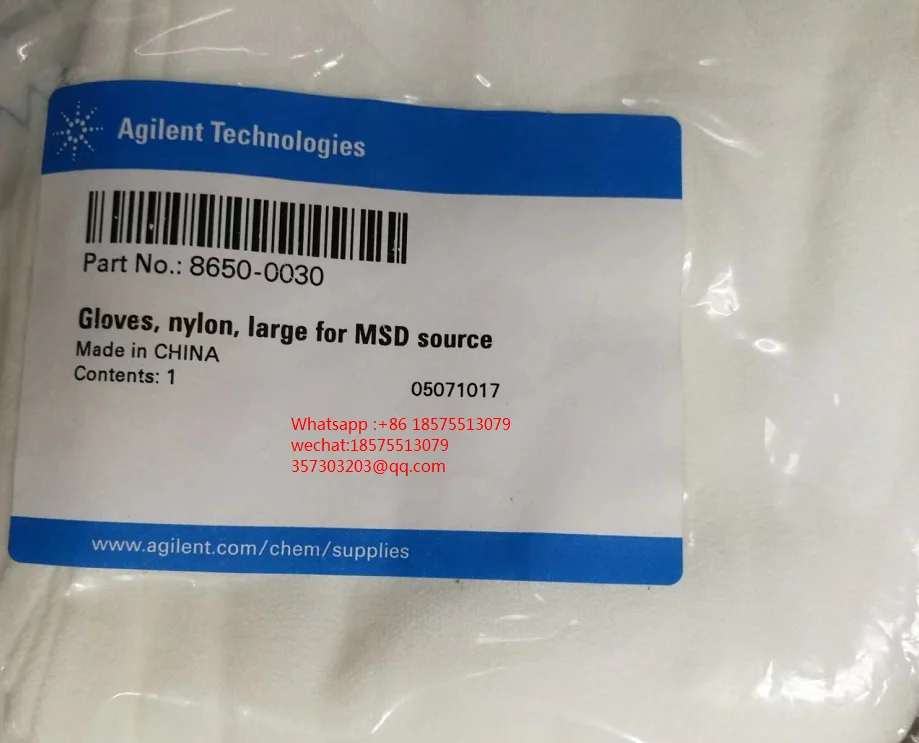 Agilent Technologies
Part No.: 8650-0030
Gloves, nylon, large for MSD source
Made in CHINA
Contents: 1
05071017
Whatsapp :+86 18575513079
wechat:18575513079
357303203@qq.com
www.agilent.com/chem/supplies